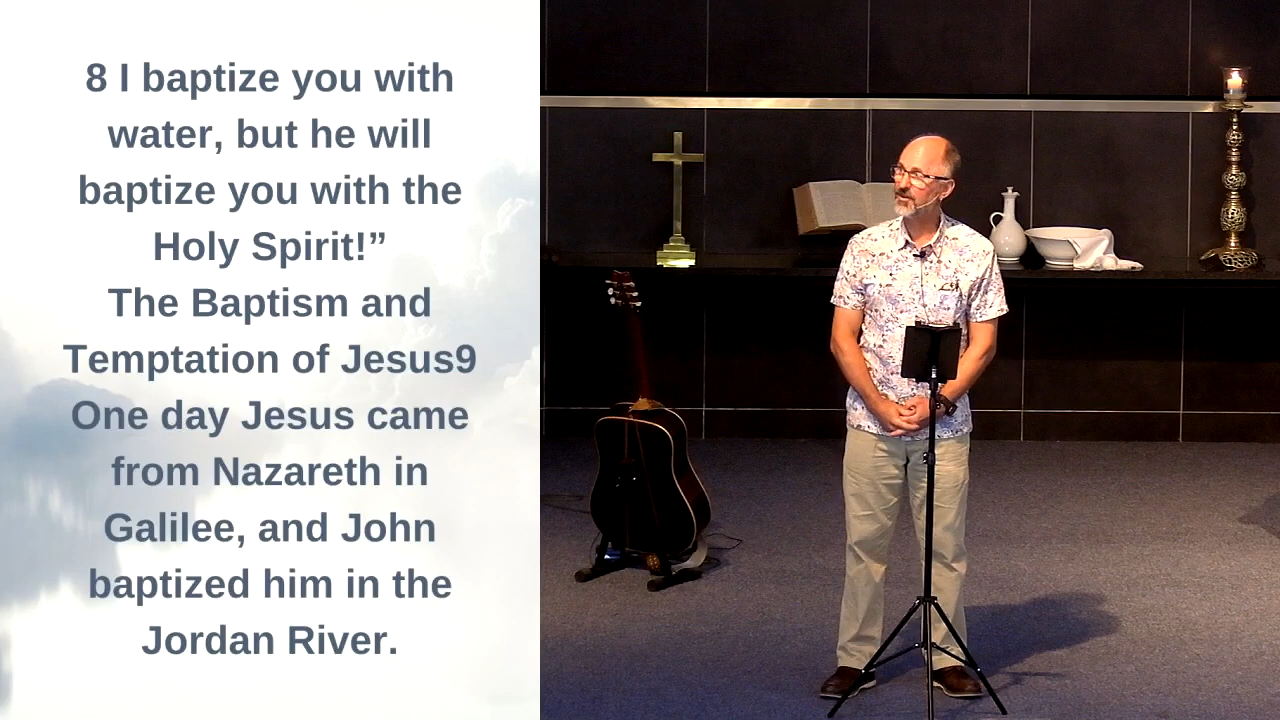 8 I baptize you with
water, but he will
baptize you with the
Holy Spirit!”
The Baptism and
Temptation of Jesus9
One day Jesus came
from Nazareth in
Galilee, and John
baptized him in the
Jordan River.